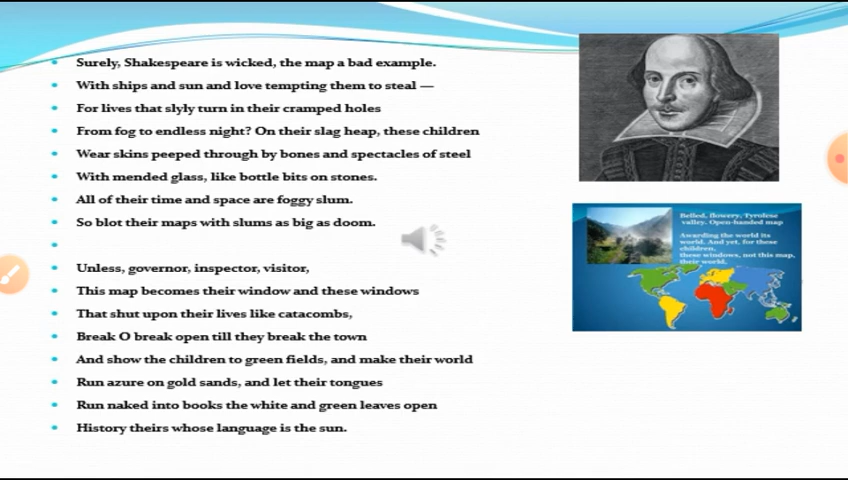 Surely, Shakespeare is wicked, the map a bad example.
With ships and sun and love tempting them to steal —
For lives that slyly turn in their cramped holes
From fog to endless night? On their slag heap, these children
Wear skins peeped through by bones and spectacles of steel
With mended glass, like bottle bits on stones.
All of their time and space are foggy slum.
So blot their maps with slums as big as doom.
Unless, governor, inspector, visitor,
This map becomes their window and these windows
That shut upon their lives like catacombs,
Break O break open till they break the town
And show the children to green fields, and make their world
Run azure on gold sands, and let their tongues
Run naked into books the white and green leaves open
History theirs whose language is the sun.
Belled, flowery, Tyrolese
valley. Open-handed map
Awarding the world its
world. And yet, for these
children,
these windows, not this map,
their world,